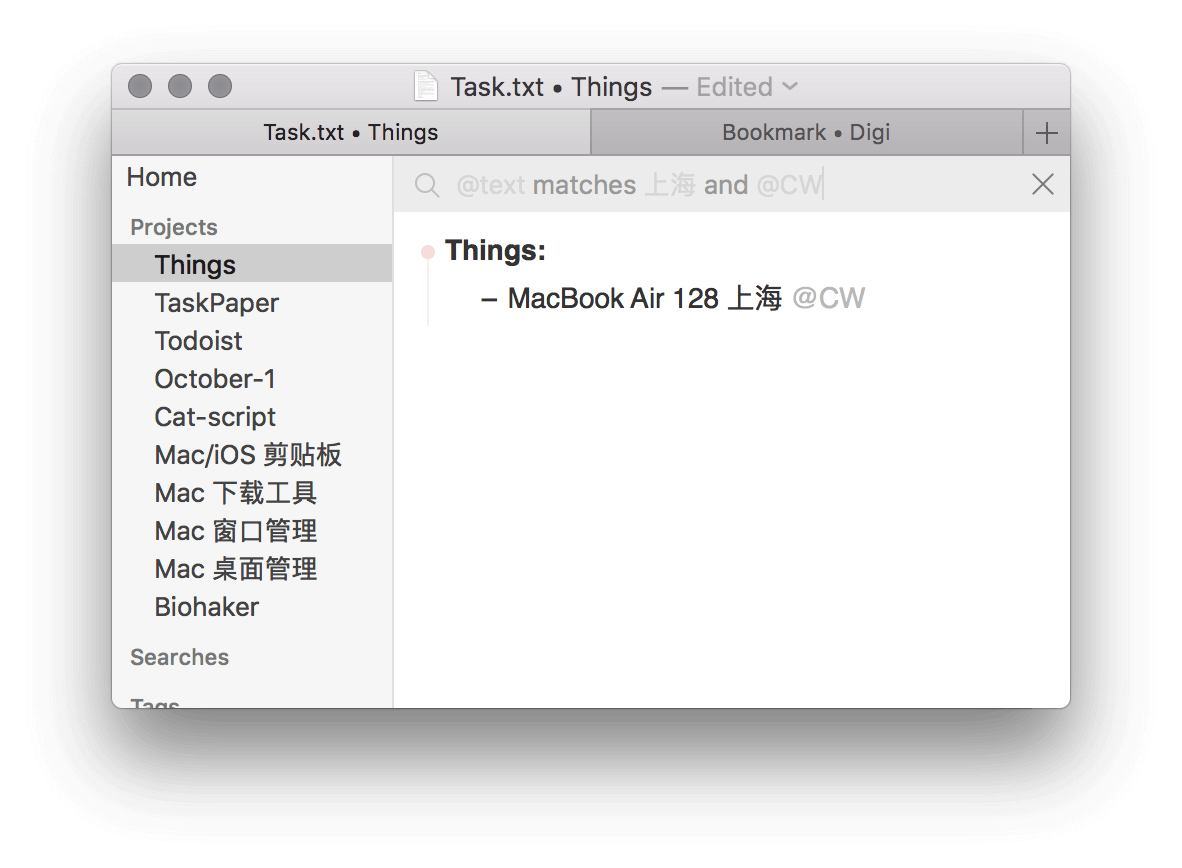 Task.txt • Things — Edited
Task.txt • Things
Bookmark • Digi
Home
Projects
Things
TaskPaper
Todoist
October-1
Cat-script
Mac/iOS 剪贴板
Mac 下载工具
Mac 窗口管理
Mac 桌面管理
Biohaker
Searches
Tags
@text matches 上海 and @CW
Things:
– MacBook Air 128 上海 @CW